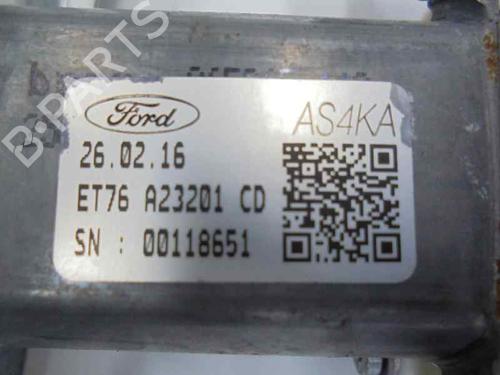 B-PARTS
Ford
AS4KA
26.02.16
ET76 A23201 CD
SN : 00118651